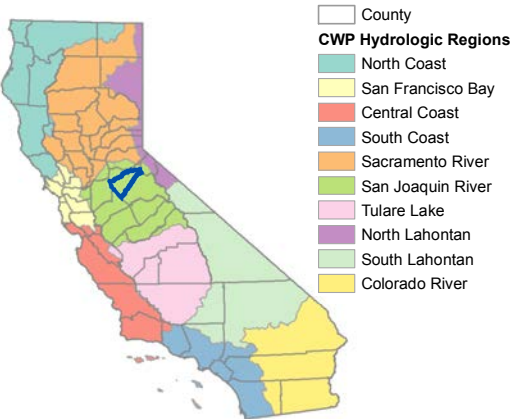 County
CWP Hydrologic Regions
North Coast
San Francisco Bay
Central Coast
South Coast
Sacramento River
San Joaquin River
Tulare Lake
North Lahontan
South Lahontan
Colorado River